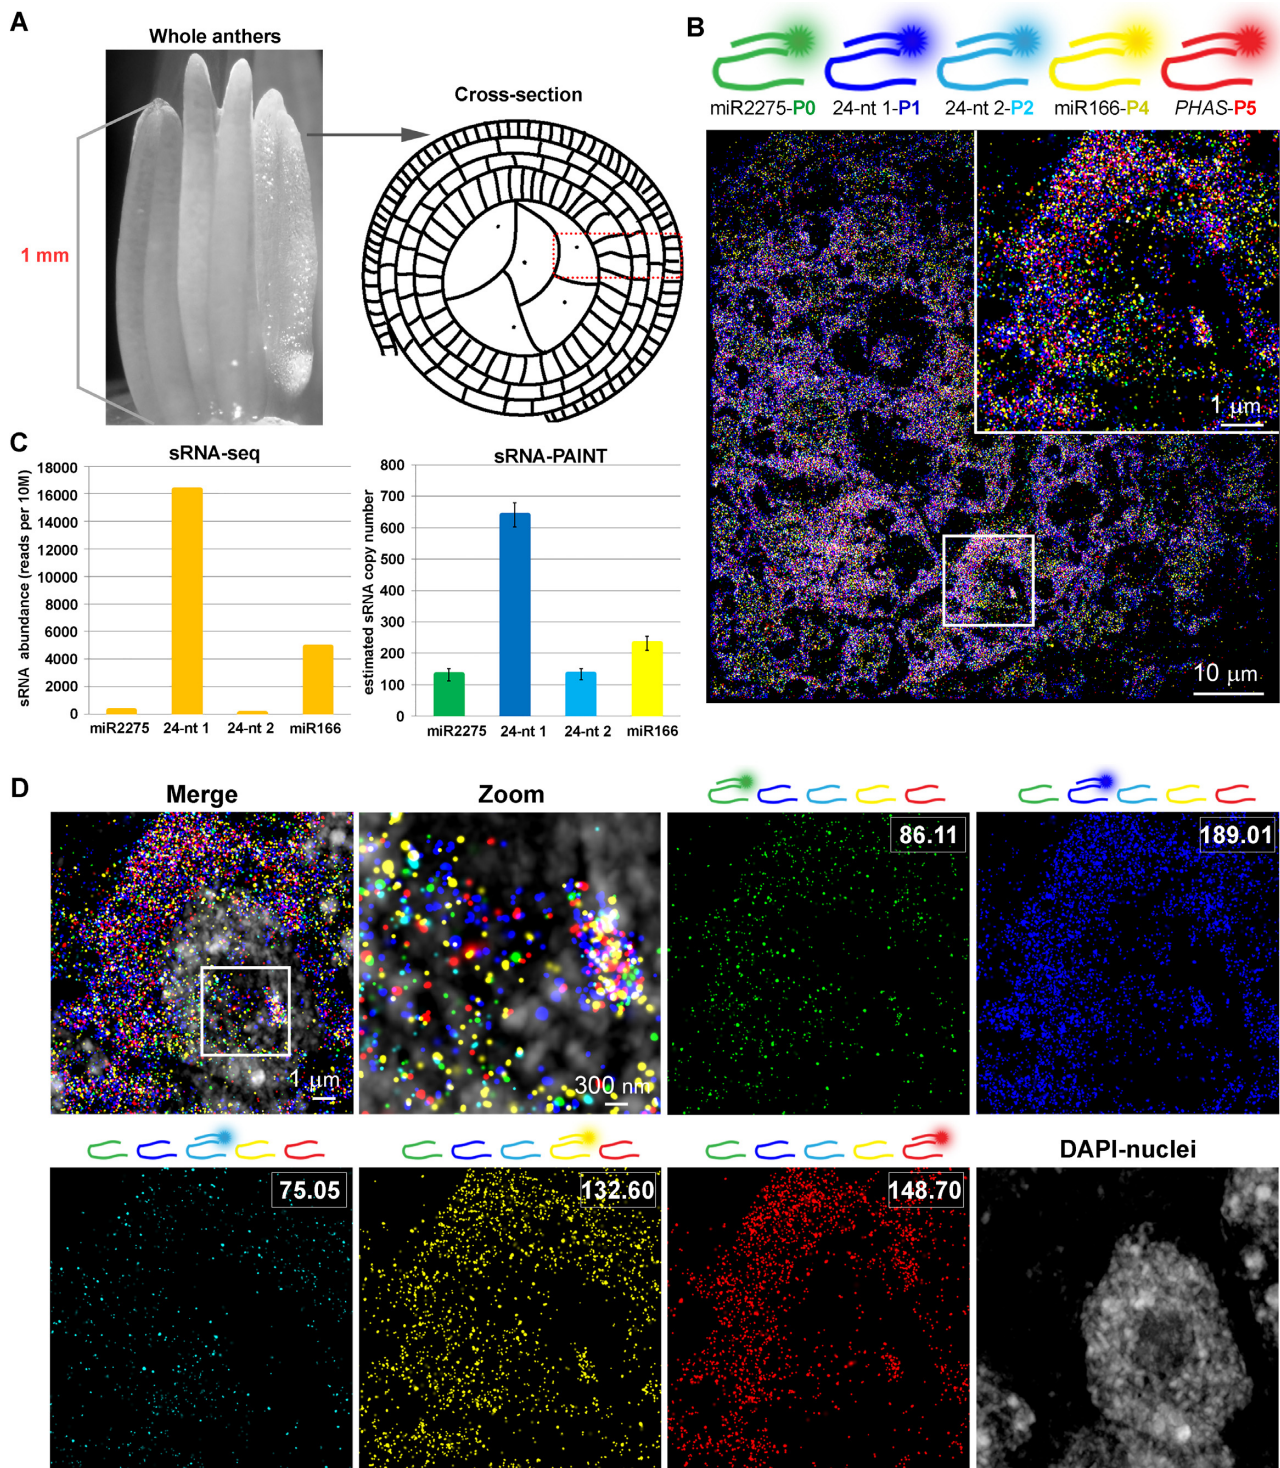 A
Whole anthers
Cross-section
1 mm
B
miR2275-P0
24-nt 1-P1
24-nt 2-P2
miR166-P4
PHAS-P5
1 µm
10 µm
C
sRNA-seq
sRNA abundance (reads per 10M)
18000
16000
14000
12000
10000
8000
6000
4000
2000
0
miR2275
24-nt 1
24-nt 2
miR166
sRNA-PAINT
estimated sRNA copy number
800
700
600
500
400
300
200
100
0
miR2275
24-nt 1
24-nt 2
miR166
D
Merge
Zoom
1 µm
300 nm
86.11
189.01
75.05
132.60
148.70
DAPI-nuclei